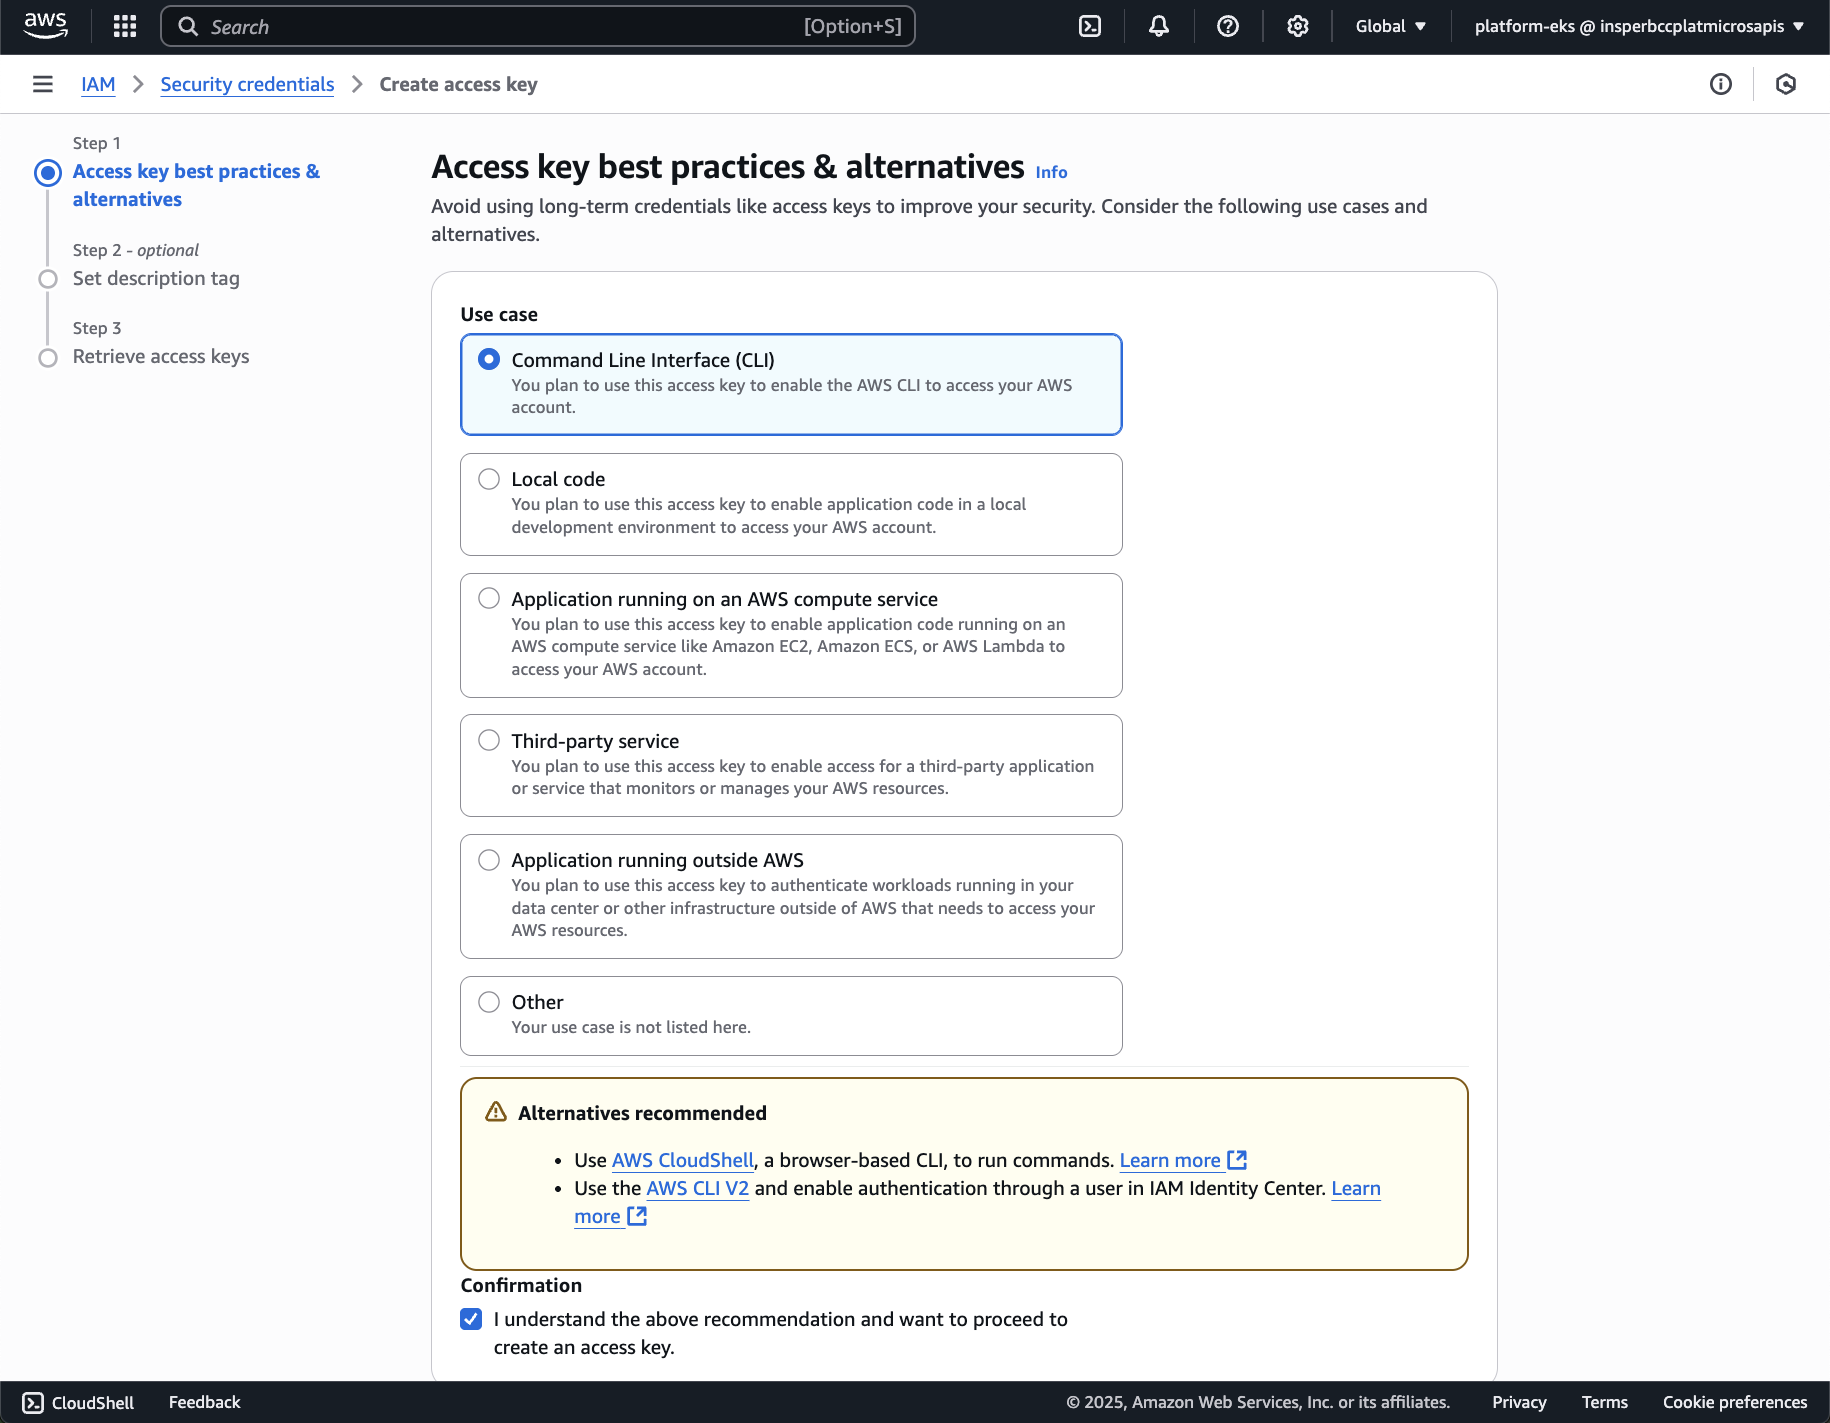 aws
Search
[Option+S]
Global
platform-eks @ insperbccplatmicrosapis
IAM
Security credentials
Create access key
Step 1
Access key best practices &
alternatives
Step 2 - optional
Set description tag
Step 3
Retrieve access keys
Access key best practices & alternatives Info
Avoid using long-term credentials like access keys to improve your security. Consider the following use cases and
alternatives.
Use case
Command Line Interface (CLI)
You plan to use this access key to enable the AWS CLI to access your AWS
account.
Local code
You plan to use this access key to enable application code in a local
development environment to access your AWS account.
Application running on an AWS compute service
You plan to use this access key to enable application code running on an
AWS compute service like Amazon EC2, Amazon ECS, or AWS Lambda to
access your AWS account.
Third-party service
You plan to use this access key to enable access for a third-party application
or service that monitors or manages your AWS resources.
Application running outside AWS
You plan to use this access key to authenticate workloads running in your
data center or other infrastructure outside of AWS that needs to access your
AWS resources.
Other
Your use case is not listed here.
Alternatives recommended
• Use AWS CloudShell, a browser-based CLI, to run commands. Learn more
• Use the AWS CLI V2 and enable authentication through a user in IAM Identity Center. Learn
more
Confirmation
I understand the above recommendation and want to proceed to
create an access key.
CloudShell
Feedback
© 2025, Amazon Web Services, Inc. or its affiliates.
Privacy
Terms
Cookie preferences